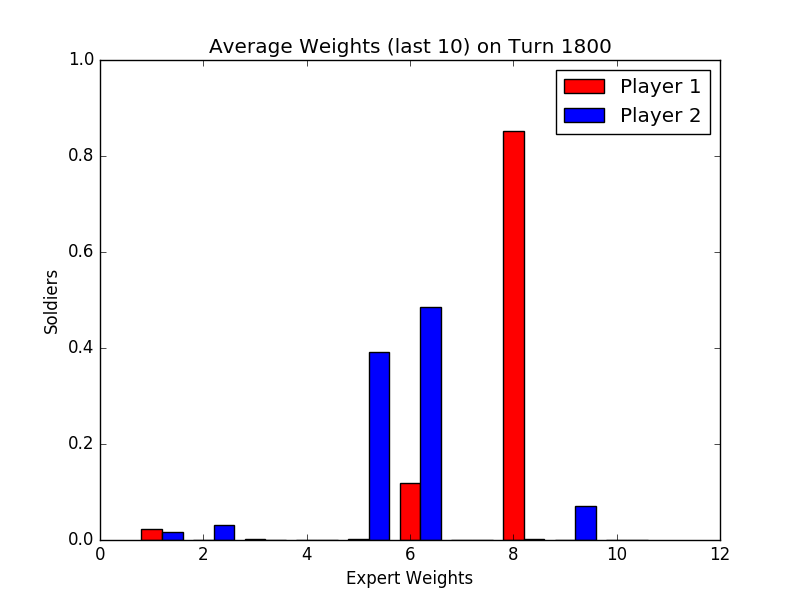 Average Weights (last 10) on Turn 1800
1.0
0.8
0.6
0.4
0.2
0.0
Soldiers
Player 1
Player 2
0 2 4 6 8 10 12
Expert Weights